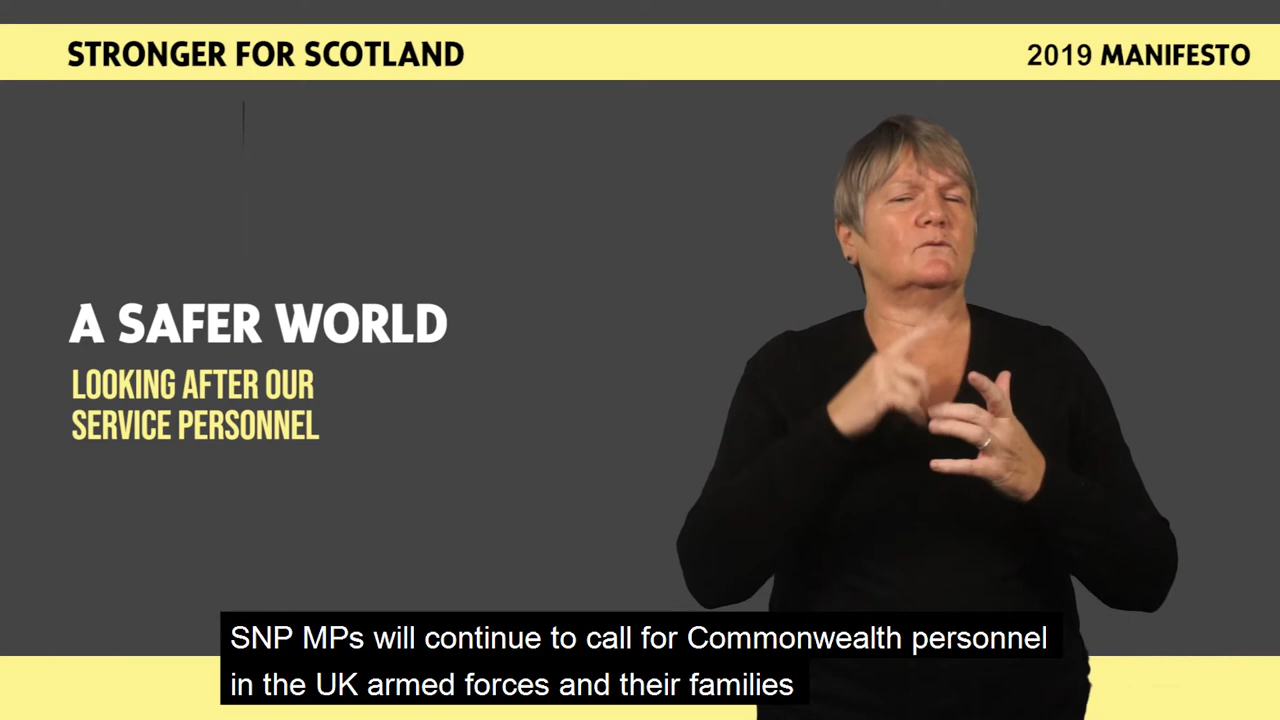 STRONGER FOR SCOTLAND
2019 MANIFESTO
A SAFER WORLD
LOOKING AFTER OUR
SERVICE PERSONNEL
SNP MPs will continue to call for Commonwealth personnel
in the UK armed forces and their families